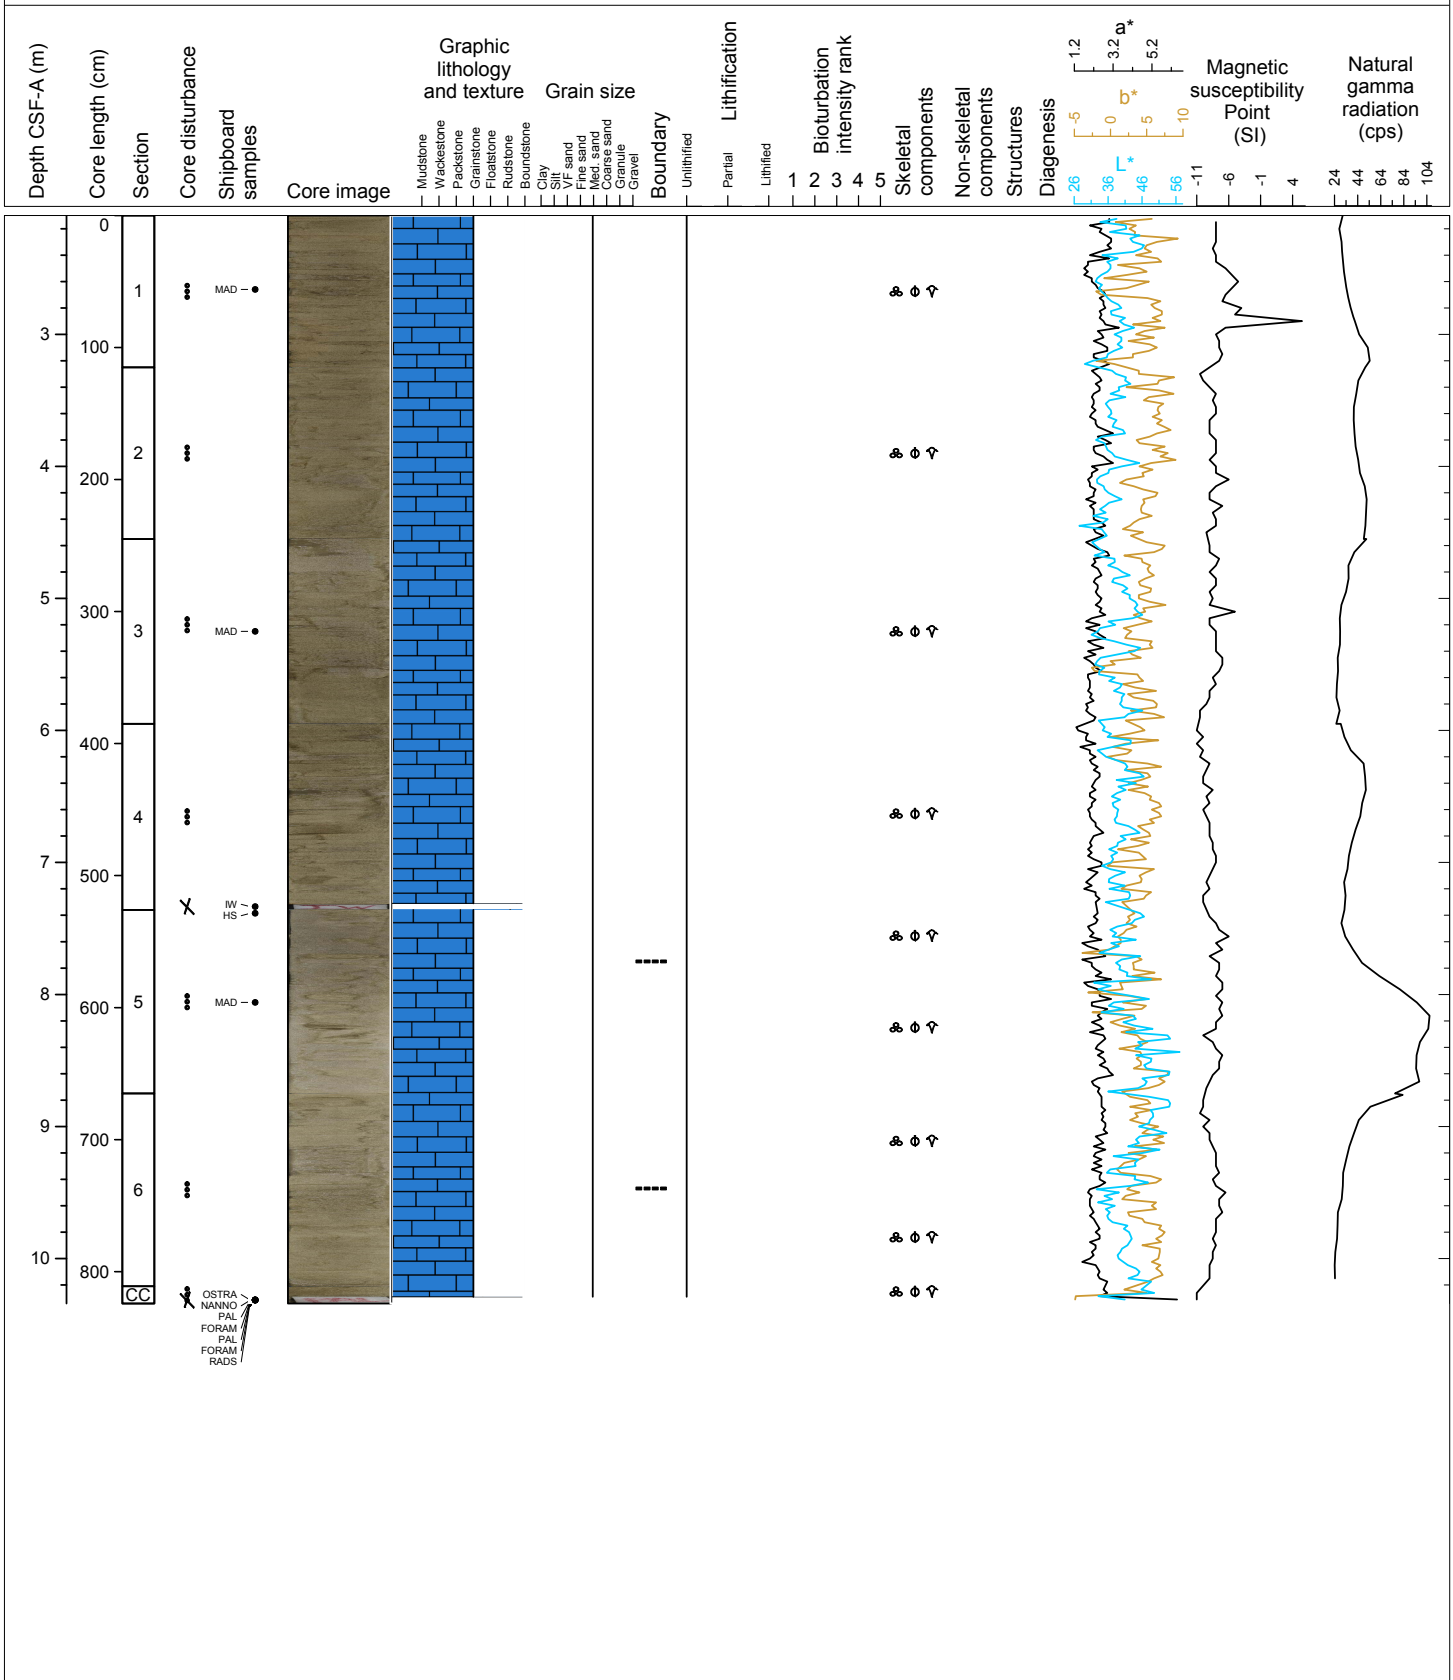 Depth CSF-A (m)
Core length (cm)
Section
Core disturbance
Shipboard
samples
Core image
Graphic
lithology
and texture
Mudstone
Wackestone
Packstone
Grainstone
Floatstone
Rudstone
Boundstone
Grain size
Clay
Silt
VF sand
Fine sand
Med. sand
Coarse sand
Granule
Gravel
Boundary
Lithification
Unlithified
Partial
Lithified
Bioturbation
intensity rank
1 2 3 4 5
Skeletal
components
Non-skeletal
components
Structures
Diagenesis
a*
1.2 3.2 5.2
b*
-5 0 5 10
L*
26 36 46 56
Magnetic
susceptibility
Point
(SI)
-11 -6 -1 4
Natural
gamma
radiation
(cps)
24 44 64 84 104
0
1
MAD
3
100
2
4
200
5
300
3
MAD
6
400
4
7
500
IW
HS
8
600
5
MAD
9
700
6
10
800
CC
OSTRA
NANNO
PAL
FORAM
PAL
FORAM
RADS